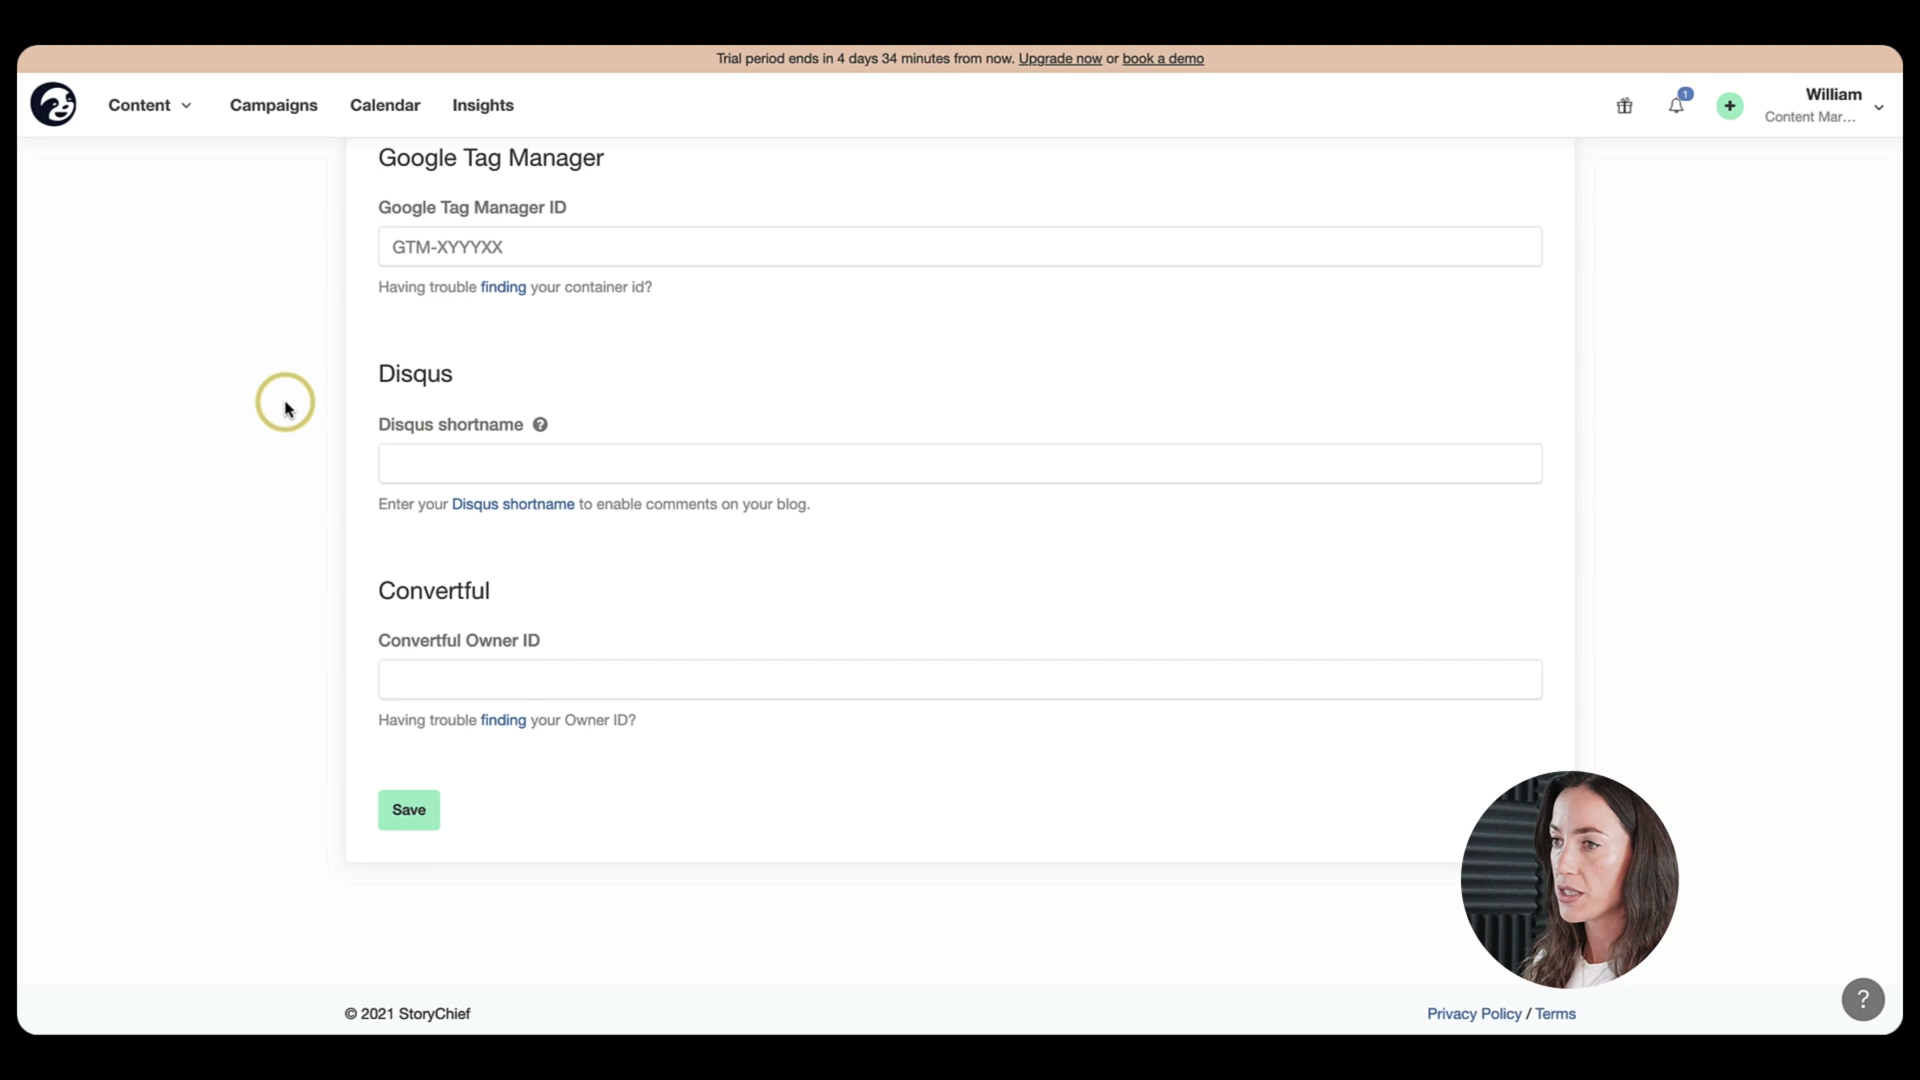 Trial period ends in 4 days 34 minutes from now. Upgrade now or book a demo
Content
Campaigns
Calendar
Insights
1
+
William
Content Mar...
Google Tag Manager
Google Tag Manager ID
GTM-XYYYXX
Having trouble finding your container id?
Disqus
Disqus shortname ?
Enter your Disqus shortname to enable comments on your blog.
Convertful
Convertful Owner ID
Having trouble finding your Owner ID?
Save
© 2021 StoryChief
Privacy Policy / Terms
?